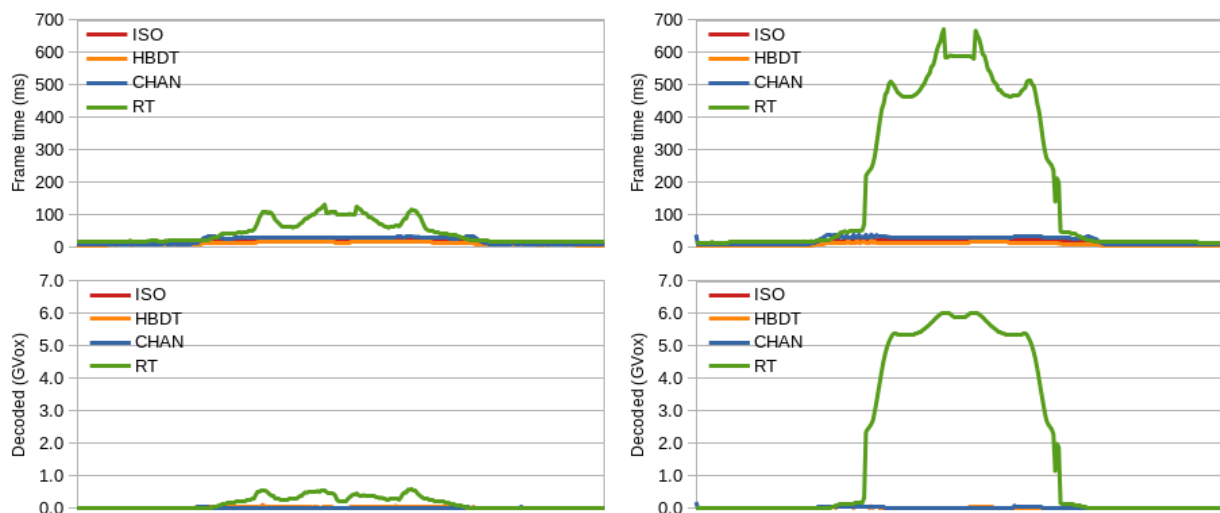 700
600
500
400
300
200
100
0
Frame time (ms)
ISO
HBDT
CHAN
RT
700
600
500
400
300
200
100
0
Frame time (ms)
ISO
HBDT
CHAN
RT
7.0
6.0
5.0
4.0
3.0
2.0
1.0
0.0
Decoded (GVox)
ISO
HBDT
CHAN
RT
7.0
6.0
5.0
4.0
3.0
2.0
1.0
0.0
Decoded (GVox)
ISO
HBDT
CHAN
RT